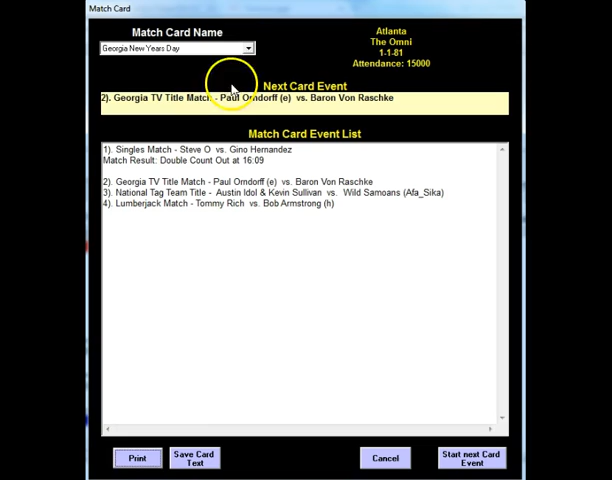 Match Card
Match Card Name
Georgia New Years Day
Atlanta
The Omni
1-1-81
Attendance: 15000
Next Card Event
2). Georgia TV Title Match - Paul Orndorff (e) vs. Baron Von Raschke
Match Card Event List
1). Singles Match - Steve O vs. Gino Hernandez
Match Result: Double Count Out at 16:09
2). Georgia TV Title Match - Paul Orndorff (e) vs. Baron Von Raschke
3). National Tag Team Title - Austin Idol & Kevin Sullivan vs. Wild Samoans (Afa_Sika)
4). Lumberjack Match - Tommy Rich vs. Bob Armstrong (h)
Print
Save Card Text
Cancel
Start next Card Event